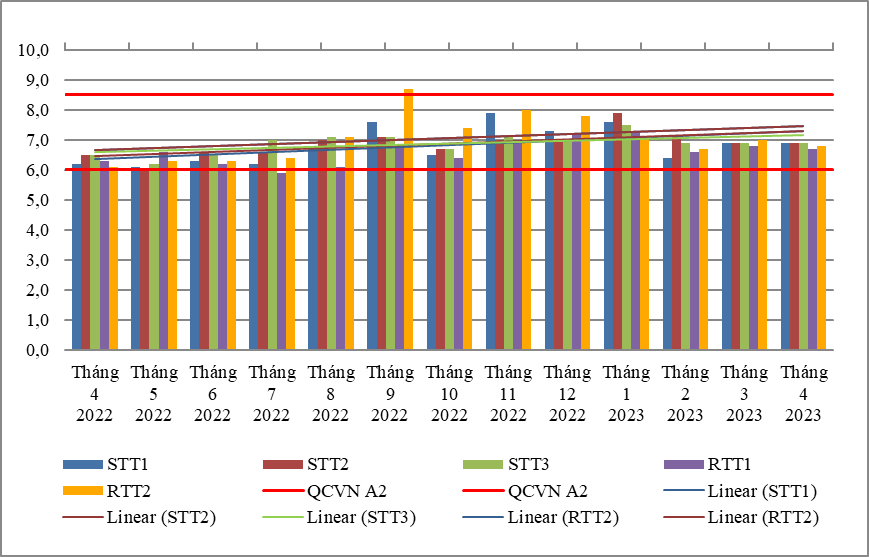 10,0
9,0
8,0
7,0
6,0
5,0
4,0
3,0
2,0
1,0
0,0
Tháng 4 2022
Tháng 5 2022
Tháng 6 2022
Tháng 7 2022
Tháng 8 2022
Tháng 9 2022
Tháng 10 2022
Tháng 11 2022
Tháng 12 2022
Tháng 1 2023
Tháng 2 2023
Tháng 3 2023
Tháng 4 2023
STT1 STT2 STT3 RTT1
RTT2 QCVN A2 QCVN A2 Linear (STT1)
Linear (STT2) Linear (STT3) Linear (RTT2) Linear (RTT2)